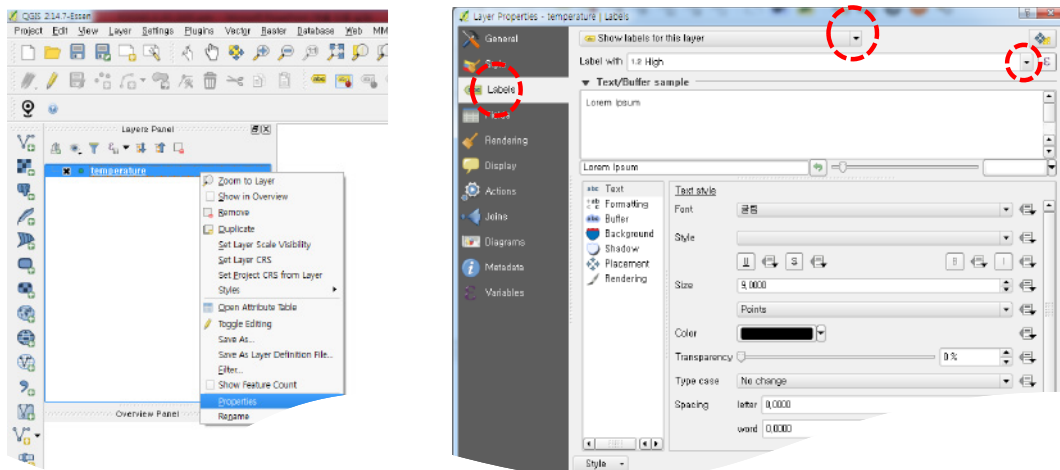 QGIS 2.14.7-Essen
Project Edit View Layer Settings Plugins Vector Raster Database Web MM
Layers Panel
temperature
Zoom to Layer
Show in Overview
Remove
Duplicate
Set Layer Scale Visibility
Set Layer CRS
Set Project CRS from Layer
Styles
Open Attribute Table
Toggle Editing
Save As...
Save As Layer Definition File...
Filter...
Show Feature Count
Properties
Rename
Overview Panel
Layer Properties - temperature | Labels
General
Labels
Rendering
Display
Actions
Joins
Diagrams
Metadata
Variables
Show labels for this layer
Label with 1.2 High
Text/Buffer sample
Lorem Ipsum
Lorem Ipsum
Text
Formatting
Buffer
Background
Shadow
Placement
Rendering
Text style
Font 굴림
Style
U S B I
Size 9,0000
Points
Color
Transparency 0 %
Type case No change
Spacing letter 0,0000
word 0,0000
Style